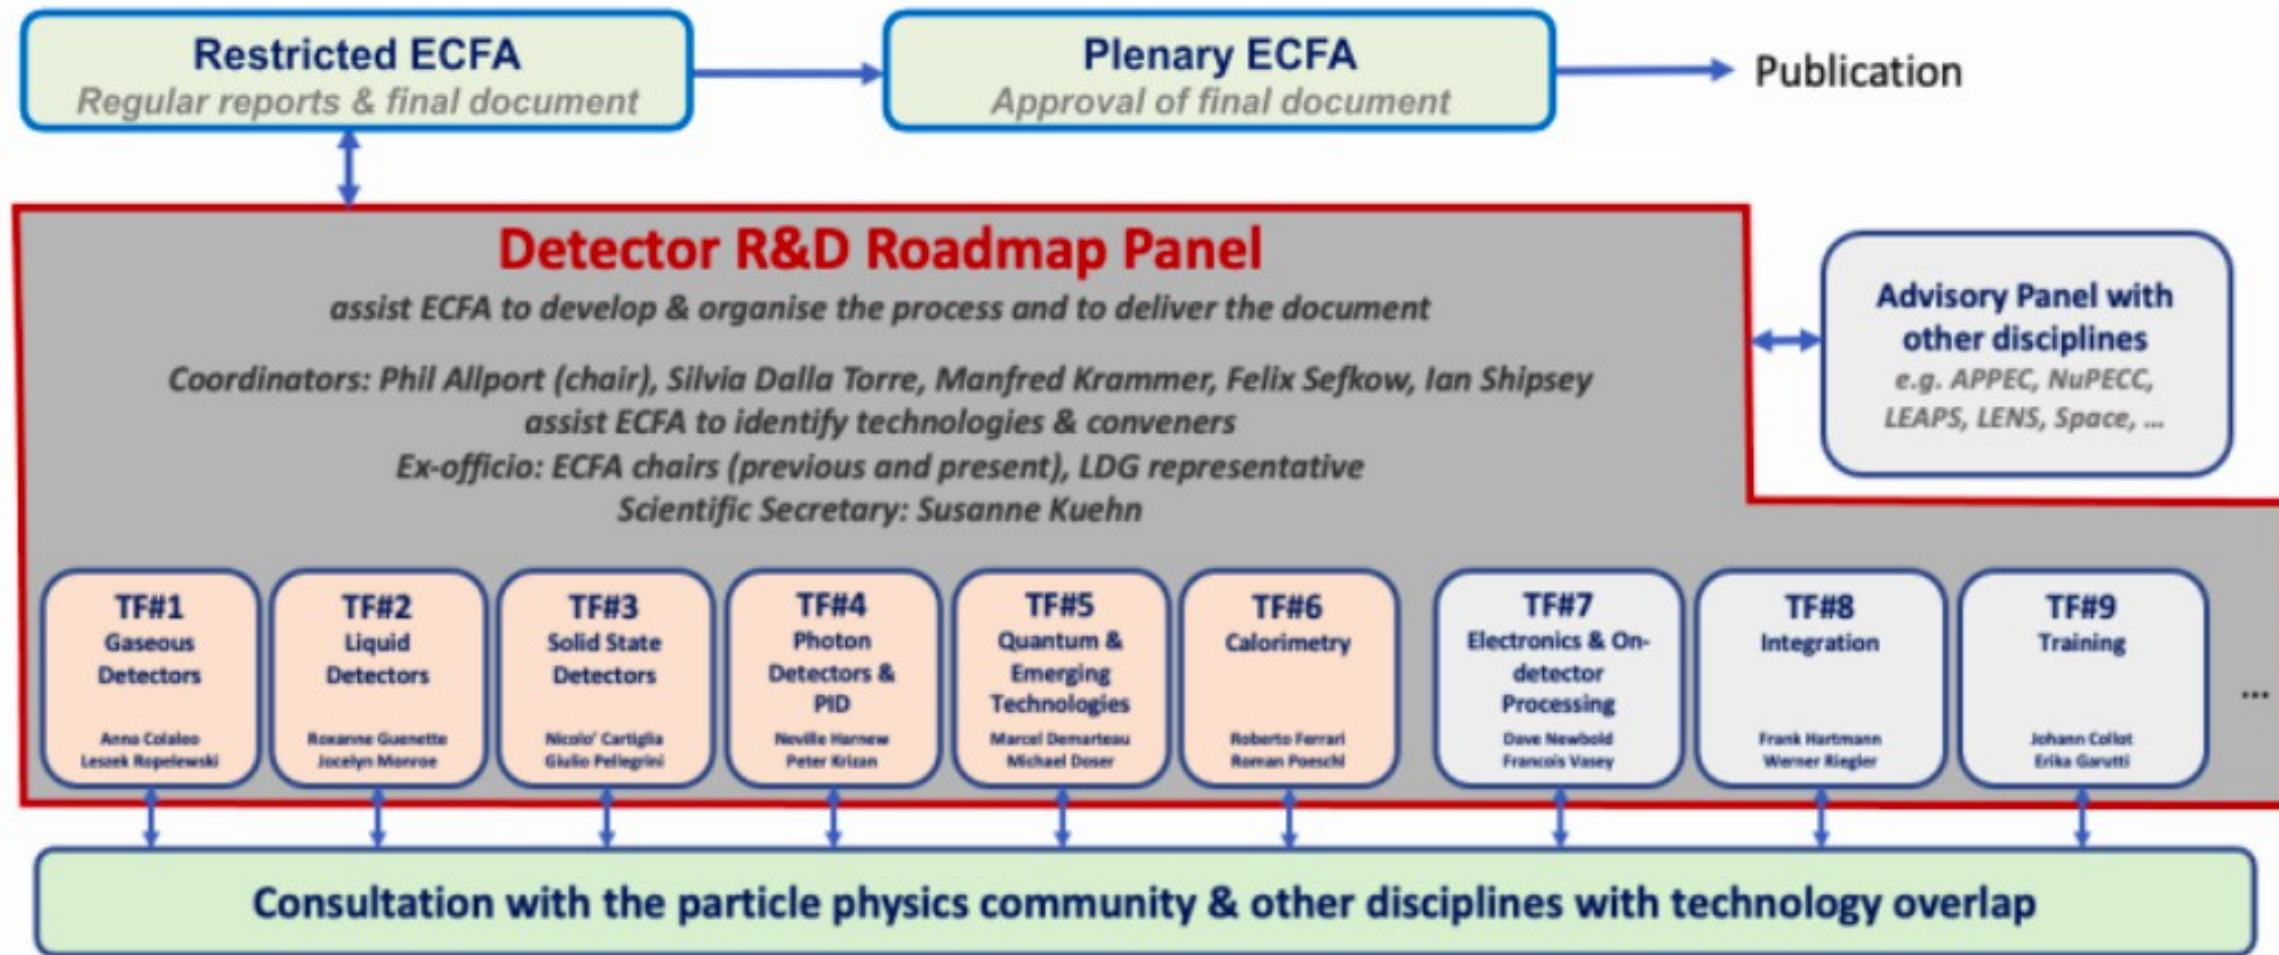 Restricted ECFA
Regular reports & final document
Plenary ECFA
Approval of final document
Publication
Detector R&D Roadmap Panel
assist ECFA to develop & organise the process and to deliver the document
Coordinators: Phil Allport (chair), Silvia Dalla Torre, Manfred Krammer, Felix Sefkow, Ian Shipsey
assist ECFA to identify technologies & conveners
Ex-officio: ECFA chairs (previous and present), LDG representative
Scientific Secretary: Susanne Kuehn
Advisory Panel with
other disciplines
e.g. APPEC, NuPECC,
LEAPS, LENS, Space, ...
TF#1
Gaseous
Detectors
Anna Colaleo
Leszek Ropelewski
TF#2
Liquid
Detectors
Roxanne Guenette
Jocelyn Monroe
TF#3
Solid State
Detectors
Nicolo' Cartiglia
Giulio Pellegrini
TF#4
Photon
Detectors &
PID
Neville Harnew
Peter Krizan
TF#5
Quantum &
Emerging
Technologies
Marcel Demarteau
Michael Doser
TF#6
Calorimetry
Roberto Ferrari
Roman Poeschl
TF#7
Electronics & On-
detector
Processing
Dave Newbold
Francois Vasey
TF#8
Integration
Frank Hartmann
Werner Riegler
TF#9
Training
Johann Collot
Erika Garutti
...
Consultation with the particle physics community & other disciplines with technology overlap